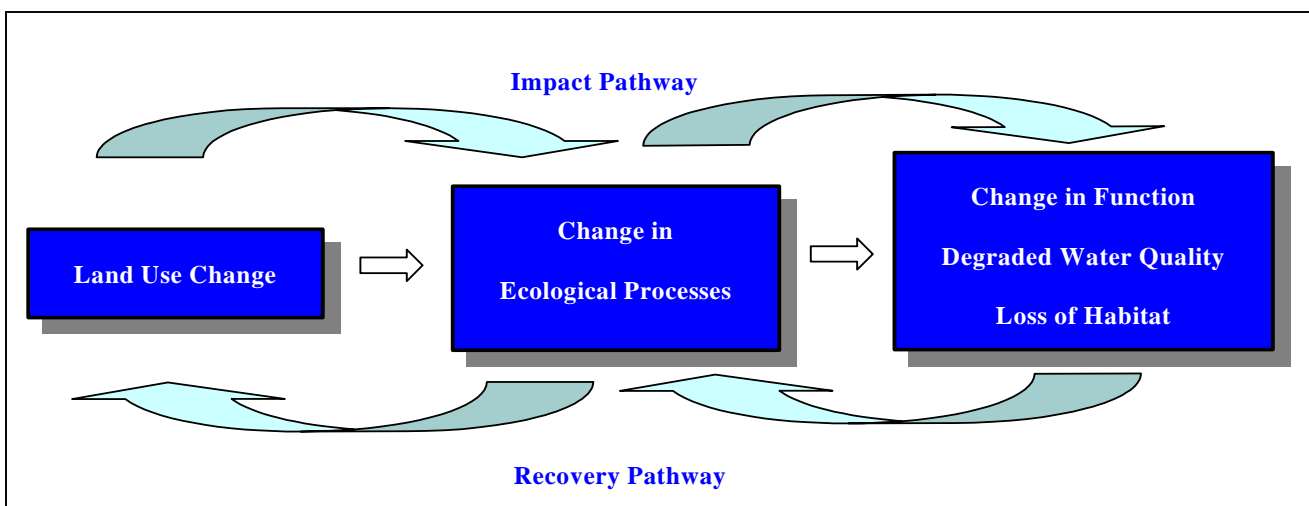 Impact Pathway
Land Use Change
Change in
Ecological Processes
Change in Function
Degraded Water Quality
Loss of Habitat
Recovery Pathway